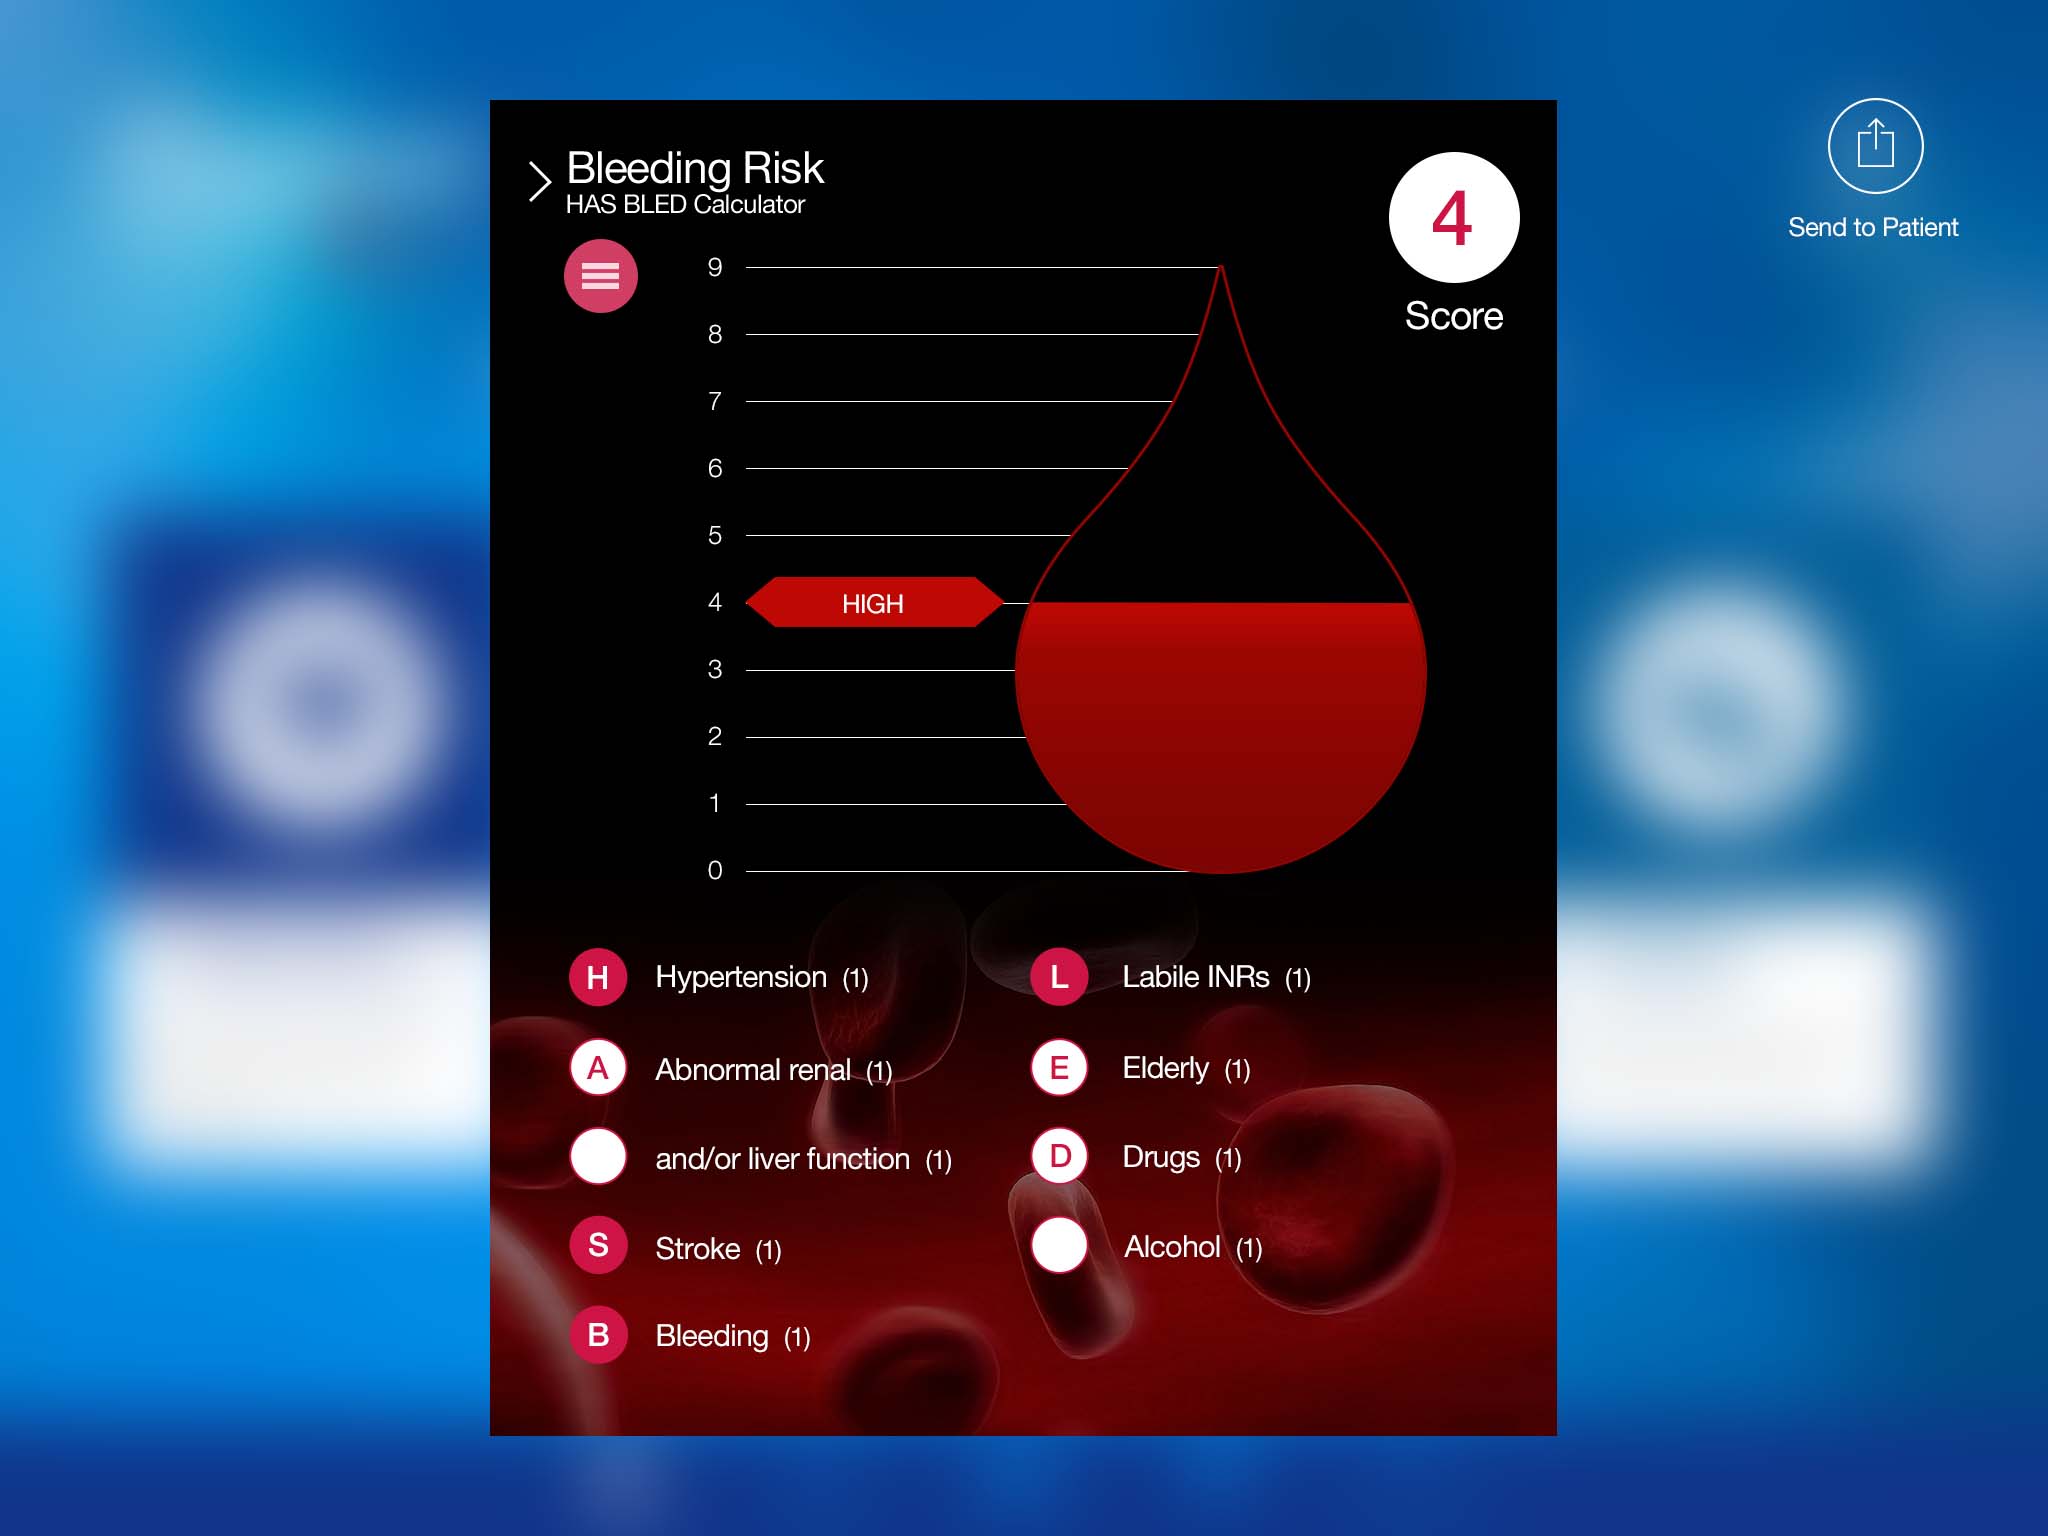 Bleeding Risk
HAS BLED Calculator
4
Score
Send to Patient
9
8
7
6
5
4
HIGH
3
2
1
0
H Hypertension (1)
A Abnormal renal (1)
and/or liver function (1)
S Stroke (1)
B Bleeding (1)
L Labile INRs (1)
E Elderly (1)
D Drugs (1)
Alcohol (1)